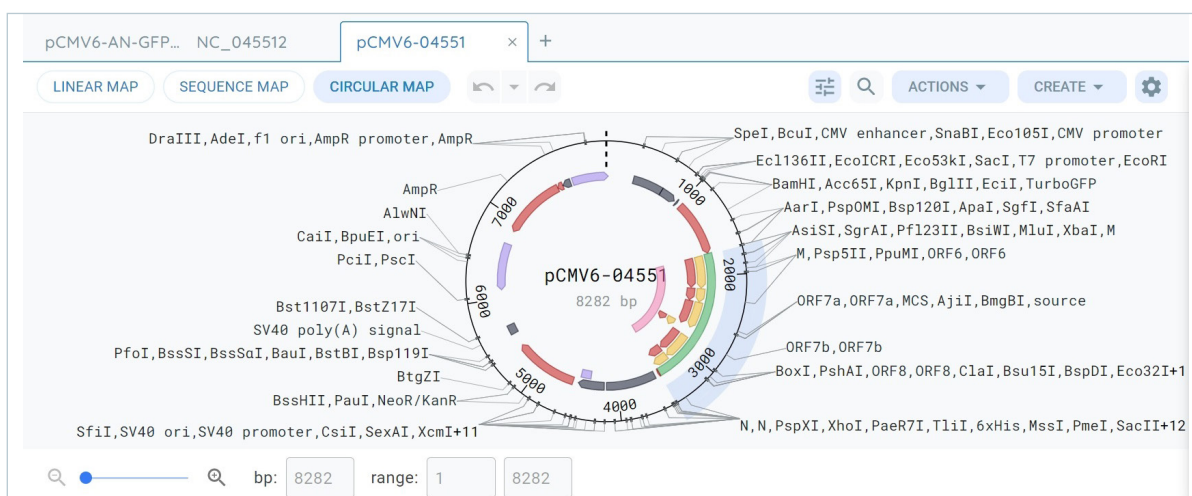 pCMV6-AN-GFP... NC_045512 pCMV6-04551 × +
LINEAR MAP SEQUENCE MAP CIRCULAR MAP ACTIONS CREATE
DraIII,AdeI,f1 ori,AmpR promoter,AmpR
AmpR
AlwNI
CaiI,BpuEI,ori
PciI,PscI
Bst1107I,BstZ17I
SV40 poly(A) signal
PfoI,BssSI,BssSαI,BauI,BstBI,Bsp119I
BtgZI
BssHII,PauI,NeoR/KanR
SfiI,SV40 ori,SV40 promoter,CsiI,SexAI,XcmI+11
SpeI,BcuI,CMV enhancer,SnaBI,Eco105I,CMV promoter
Ecl136II,EcoICRI,Eco53kI,SacI,T7 promoter,EcoRI
BamHI,Acc65I,KpnI,BglII,EciI,TurboGFP
AarI,PspOMI,Bsp120I,ApaI,SgfI,SfaAI
AsiSI,SgrAI,Pfl23II,BsiWI,MluI,XbaI,M
M,Psp5II,PpuMI,ORF6,ORF6
ORF7a,ORF7a,MCS,AjiI,BmgBI,source
ORF7b,ORF7b
BoxI,PshAI,ORF8,ORF8,ClaI,Bsu15I,BspDI,Eco32I+1
N,N,PspXI,XhoI,PaeR7I,TliI,6xHis,MssI,PmeI,SacII+12
1000
2000
3000
4000
5000
6000
7000
pCMV6-04551
8282 bp
bp: 8282 range: 1 8282